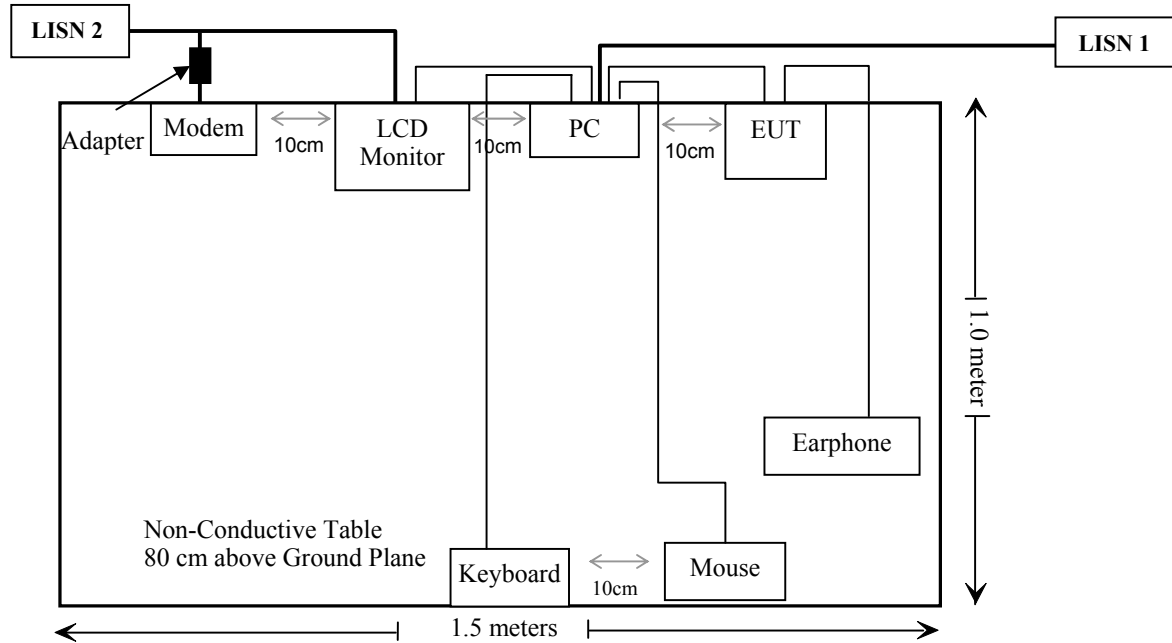 LISN 2
LISN 1
Adapter
Modem
10cm
LCD
Monitor
10cm
PC
10cm
EUT
1.0 meter
Earphone
Non-Conductive Table
80 cm above Ground Plane
Keyboard
10cm
Mouse
1.5 meters